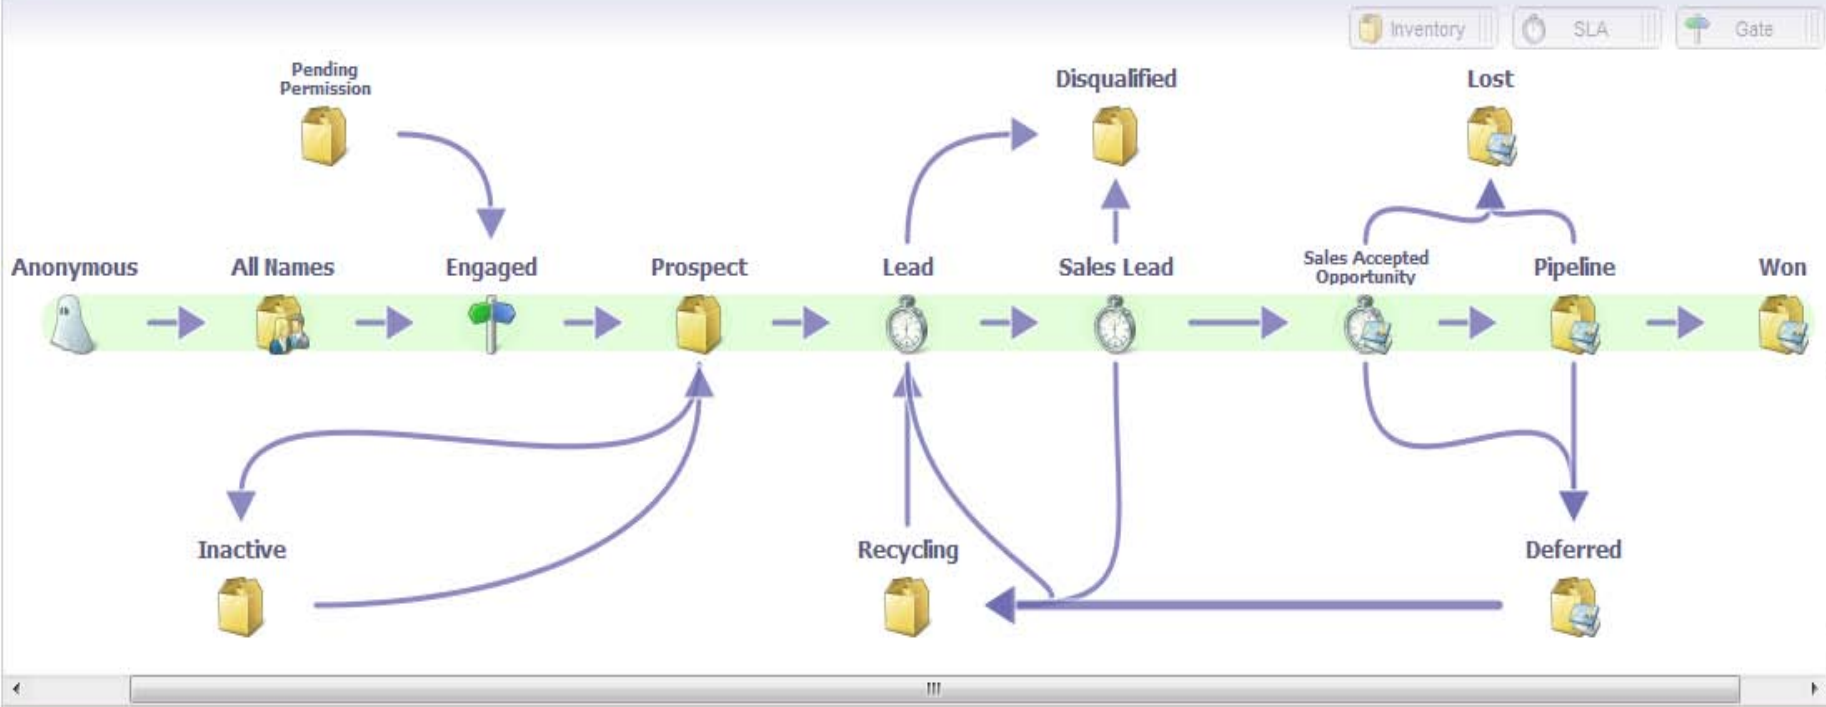 Inventory
SLA
Gate
Pending
Permission
Disqualified
Lost
Anonymous
All Names
Engaged
Prospect
Lead
Sales Lead
Sales Accepted
Opportunity
Pipeline
Won
Inactive
Recycling
Deferred